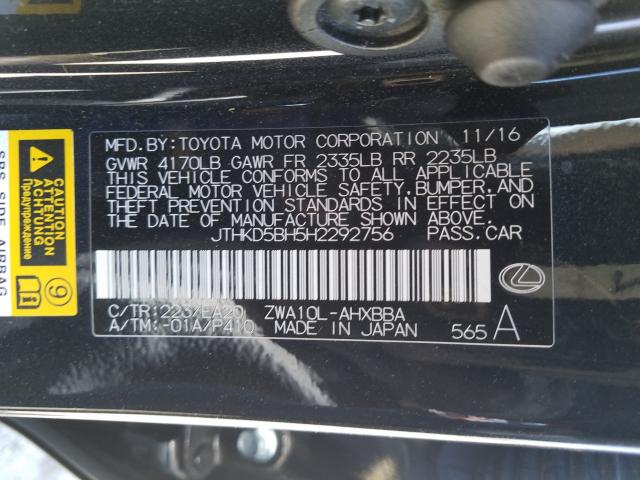 MFD.BY:TOYOTA MOTOR CORPORATION 11/16
GVWR 4170LB GAWR FR 2335LB RR 2235LB
THIS VEHICLE CONFORMS TO ALL APPLICABLE
FEDERAL MOTOR VEHICLE SAFETY, BUMPER, AND
THEFT PREVENTION STANDARDS IN EFFECT ON
THE DATE OF MANUFACTURE SHOWN ABOVE.
JTHKD5BH5H2292756 PASS.CAR
C/TR:223/EA20 ZWA10L-AHXBBA
A/TM:-01A/P410 MADE IN JAPAN 565 A
SRS SIDE AIRBAG
CAUTION
ATTENTION
Предупреждение
9